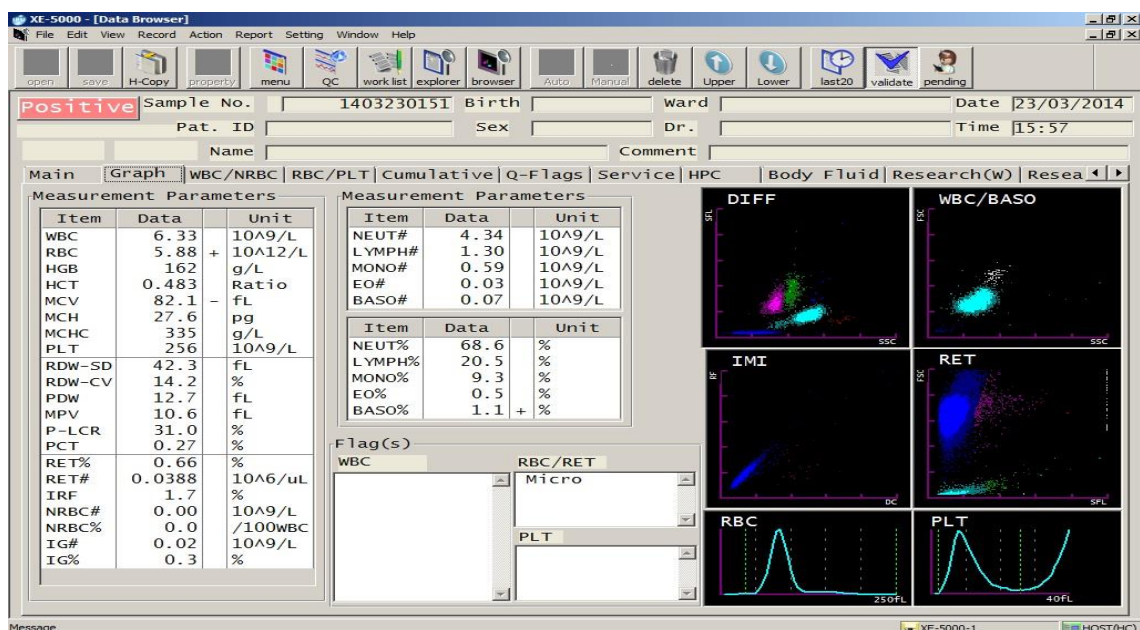 XE-5000 - [Data Browser]
File Edit View Record Action Report Setting Window Help
open save H-Copy property menu QC work list explorer browser Auto Manual delete Upper Lower last20 validate pending
Positive Sample No. 1403230151 Birth Ward Date 23/03/2014
Pat. ID Sex Dr. Time 15:57
Name Comment
Main Graph WBC/NRBC RBC/PLT Cumulative Q-Flags Service HPC Body Fluid Research(W) Resea
Measurement Parameters
Item Data Unit
WBC 6.33 10^9/L
RBC 5.88 + 10^12/L
HGB 162 g/L
HCT 0.483 Ratio
MCV 82.1 - fL
MCH 27.6 pg
MCHC 335 g/L
PLT 256 10^9/L
RDW-SD 42.3 fL
RDW-CV 14.2 %
PDW 12.7 fL
MPV 10.6 fL
P-LCR 31.0 %
PCT 0.27 %
RET% 0.66 %
RET# 0.0388 10^6/uL
IRF 1.7 %
NRBC# 0.00 10^9/L
NRBC% 0.0 /100WBC
IG# 0.02 10^9/L
IG% 0.3 %
Measurement Parameters
Item Data Unit
NEUT# 4.34 10^9/L
LYMPH# 1.30 10^9/L
MONO# 0.59 10^9/L
EO# 0.03 10^9/L
BASO# 0.07 10^9/L
Item Data Unit
NEUT% 68.6 %
LYMPH% 20.5 %
MONO% 9.3 %
EO% 0.5 %
BASO% 1.1 + %
Flag(s)
WBC RBC/RET
Micro
PLT
DIFF
SFL
SSC
WBC/BASO
FSC
SSC
IMI
RF
DC
RET
FSC
SFL
RBC
250fL
PLT
40fL
Message XE-5000-1 HOST(HC)